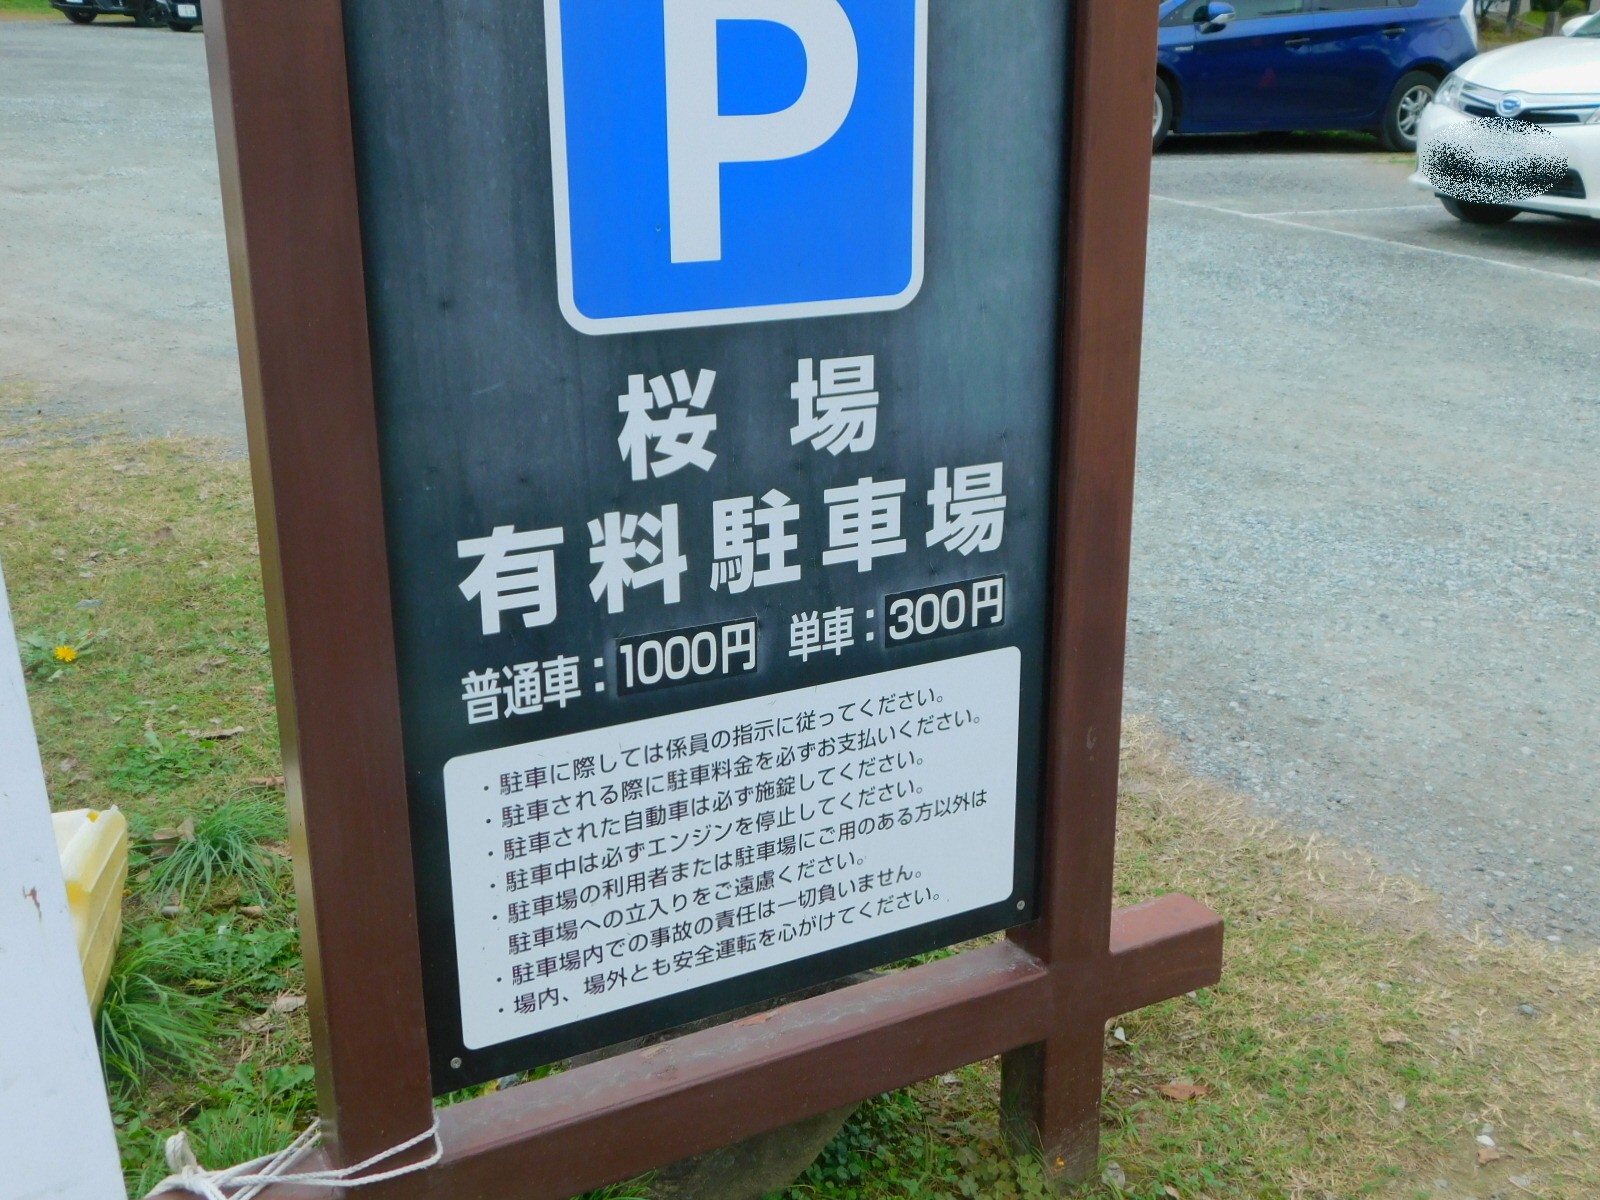 P
桜場
有料駐車場
普通車：1000円 単車：300円
・駐車に際しては係員の指示に従ってください。
・駐車される際に駐車料金を必ずお支払いください。
・駐車された自動車は必ず施錠してください。
・駐車中は必ずエンジンを停止してください。
・駐車場の利用者または駐車場にご用のある方以外は
駐車場への立入りをご遠慮ください。
・駐車場内での事故の責任は一切負いません。
・場内、場外とも安全運転を心がけてください。